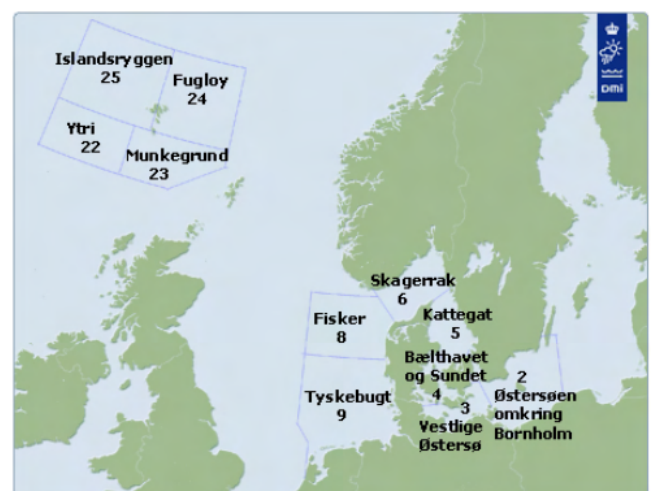 Islandsryggen
25
Fugloy
24
Ytri
22
Munkegrund
23
Skagerrak
6
Fisker
8
Kattegat
5
Bælthavet
og Sundet
4
Tyskebugt
9
3
Vestlige
Østersø
2
Østersøen
omkring
Bornholm
DMI